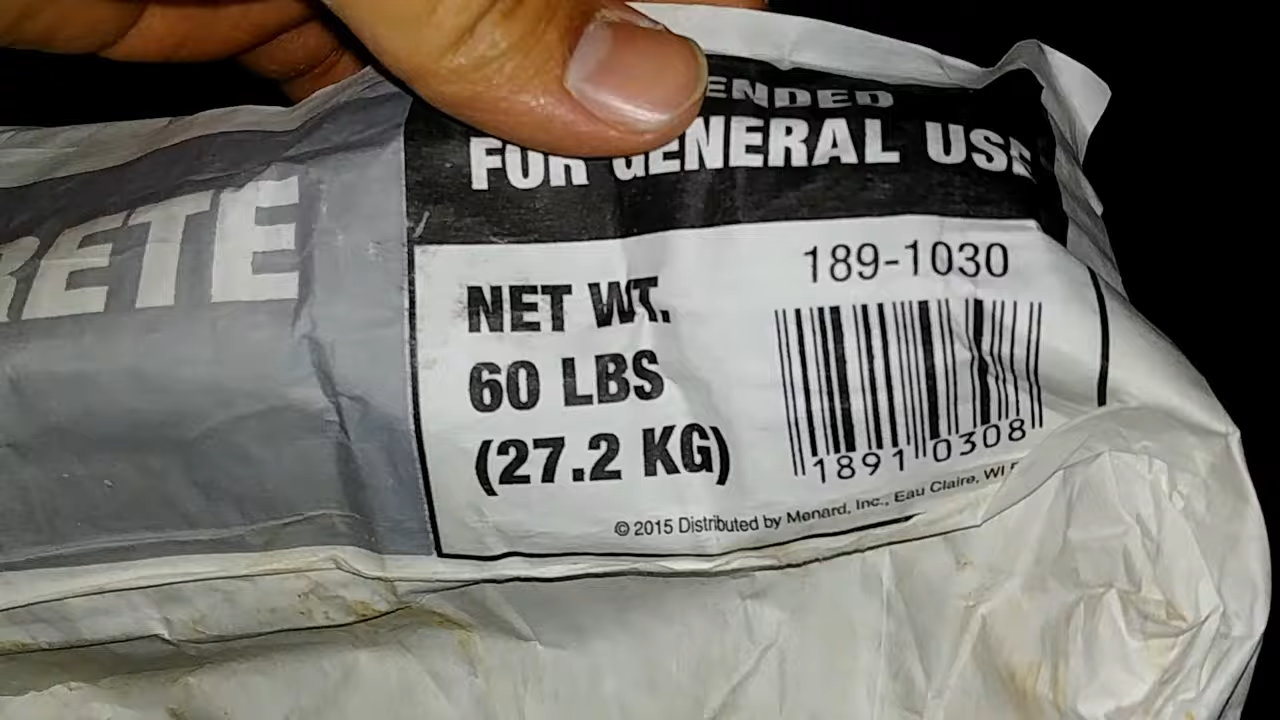 ENDED
FOR GENERAL USE
RETE
NET WT.
60 LBS
(27.2 KG)
189-1030
18910308
© 2015 Distributed by Menard, Inc., Eau Claire, WI